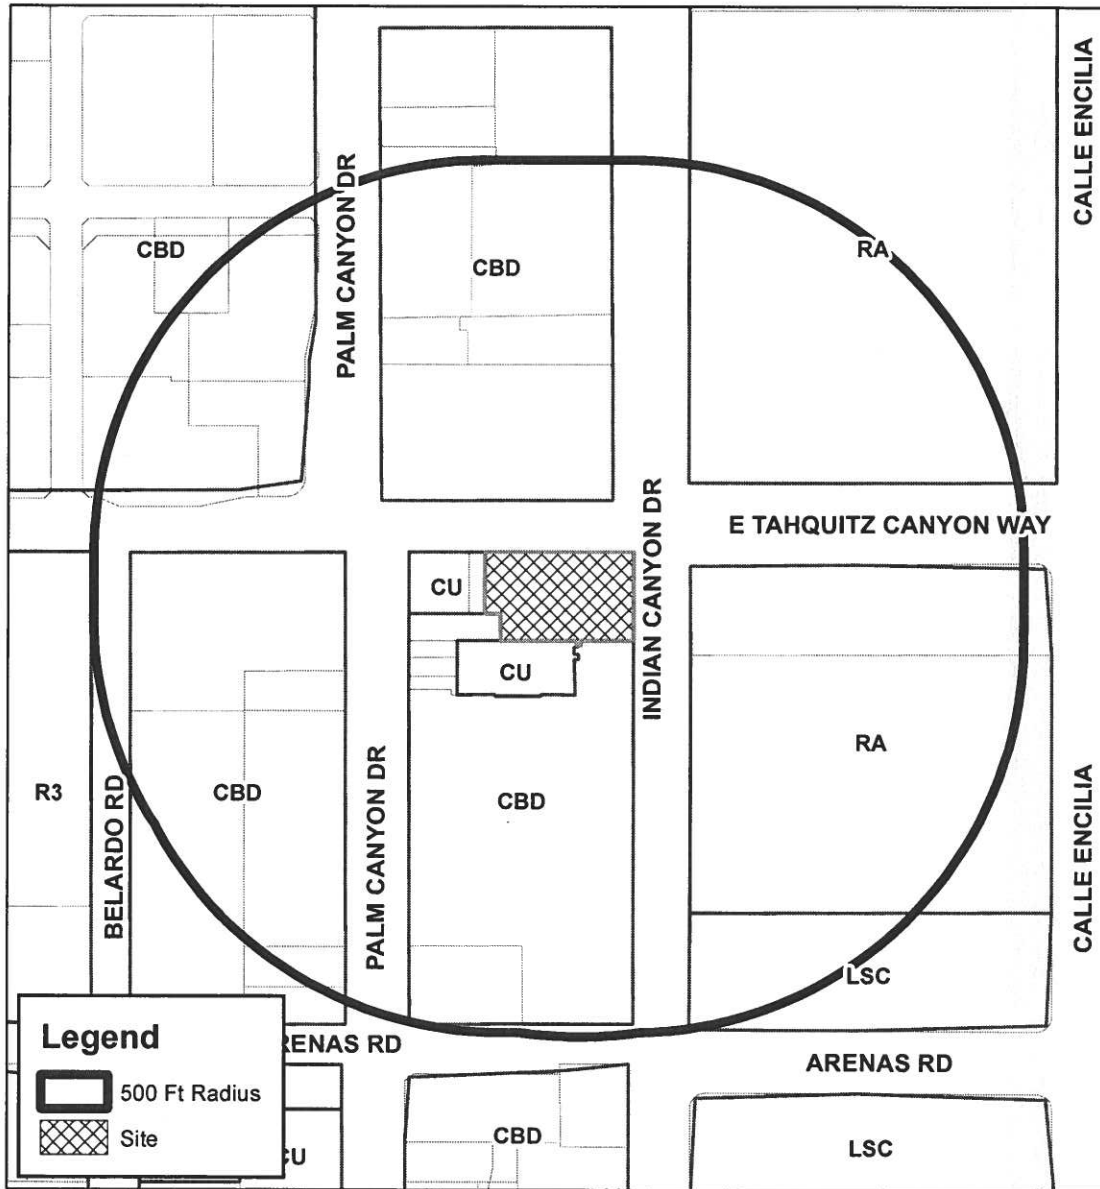 CALLE ENCILIA
PALM CANYON DR
CBD
CBD
RA
E TAHQUITZ CANYON WAY
INDIAN CANYON DR
CU
CU
RA
R3
BELARDO RD
CBD
PALM CANYON DR
CBD
CALLE ENCILIA
LSC
Legend
500 Ft Radius
Site
RENAS RD
ARENAS RD
CBD
LSC
U